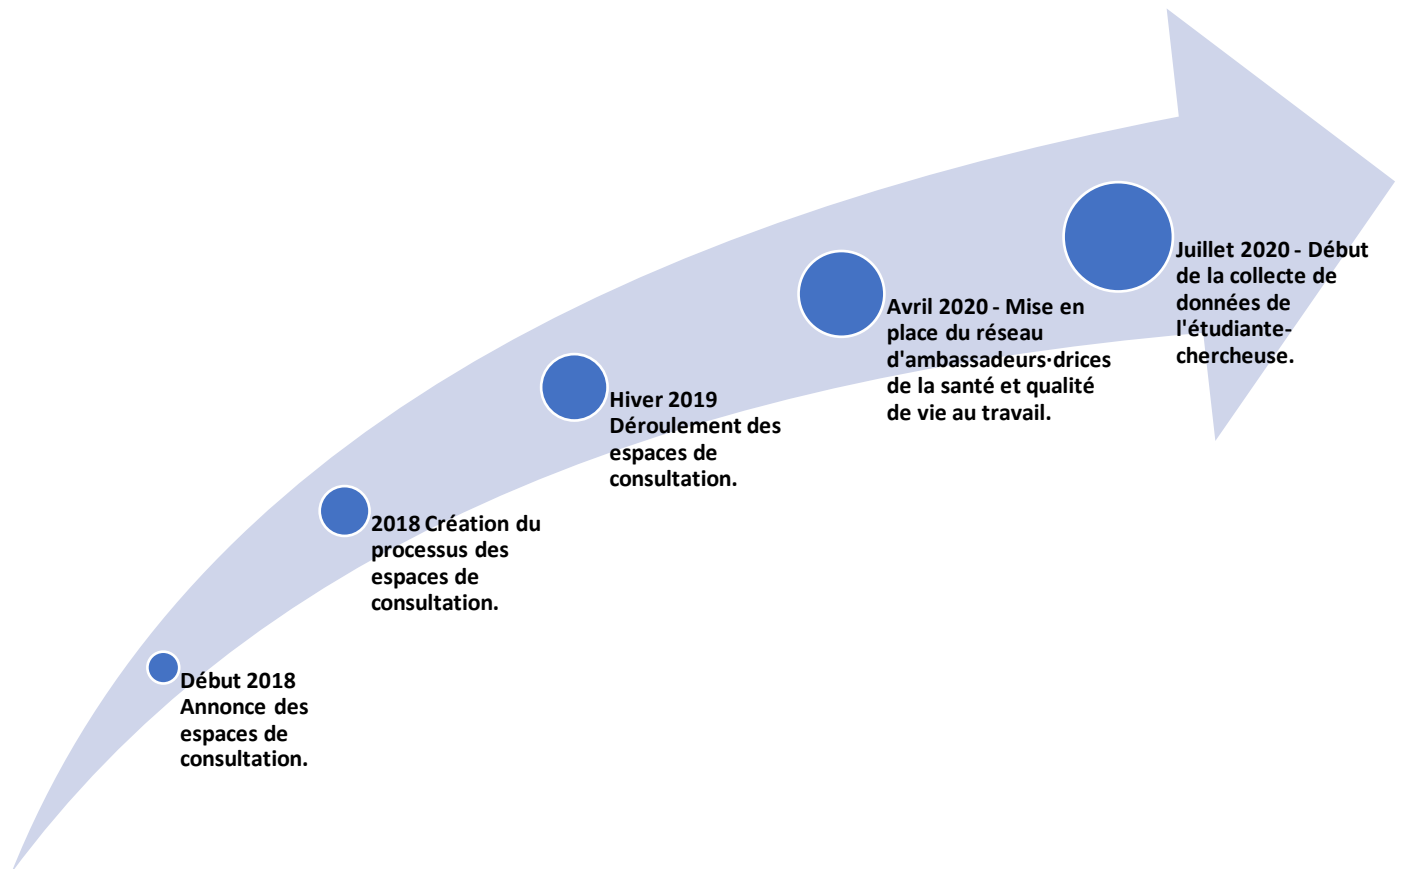 Début 2018
Annonce des
espaces de
consultation.
2018 Création du
processus des
espaces de
consultation.
Hiver 2019
Déroulement des
espaces de
consultation.
Avril 2020 - Mise en
place du réseau
d'ambassadeurs·drices
de la santé et qualité
de vie au travail.
Juillet 2020 - Début
de la collecte de
données de
l'étudiante-
chercheuse.